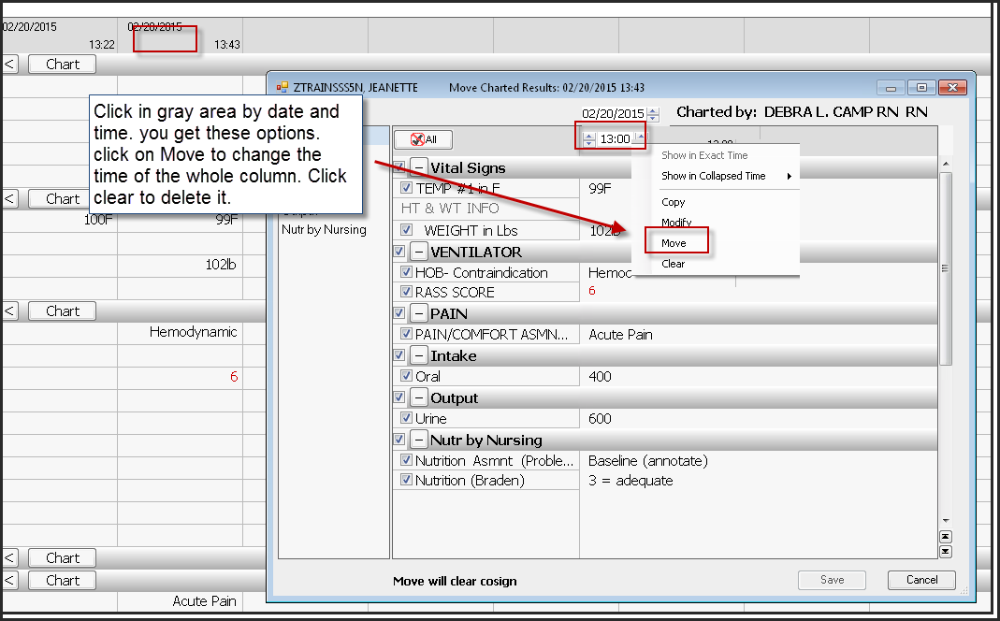 02/20/2015
13:22
02/20/2015
13:43
< Chart
< Chart
100F 99F
102lb
< Chart
Hemodynamic
6
< Chart
< Chart
Acute Pain
Click in gray area by date and
time. you get these options.
click on Move to change the
time of the whole column. Click
clear to delete it.
ZTRAINSSS5N, JEANETTE Move Charted Results: 02/20/2015 13:43
Nutr by Nursing
02/20/2015 Charted by: DEBRA L. CAMP RN RN
All 13:00
Vital Signs
TEMP #1 in F 99F
HT & WT INFO
WEIGHT in Lbs 102lb
VENTILATOR
HOB- Contraindication Hemoc
RASS SCORE 6
PAIN
PAIN/COMFORT ASMN... Acute Pain
Intake
Oral 400
Output
Urine 600
Nutr by Nursing
Nutrition Asmnt (Proble... Baseline (annotate)
Nutrition (Braden) 3 = adequate
Show in Exact Time
Show in Collapsed Time
Copy
Modify
Move
Clear
Move will clear cosign
Save
Cancel